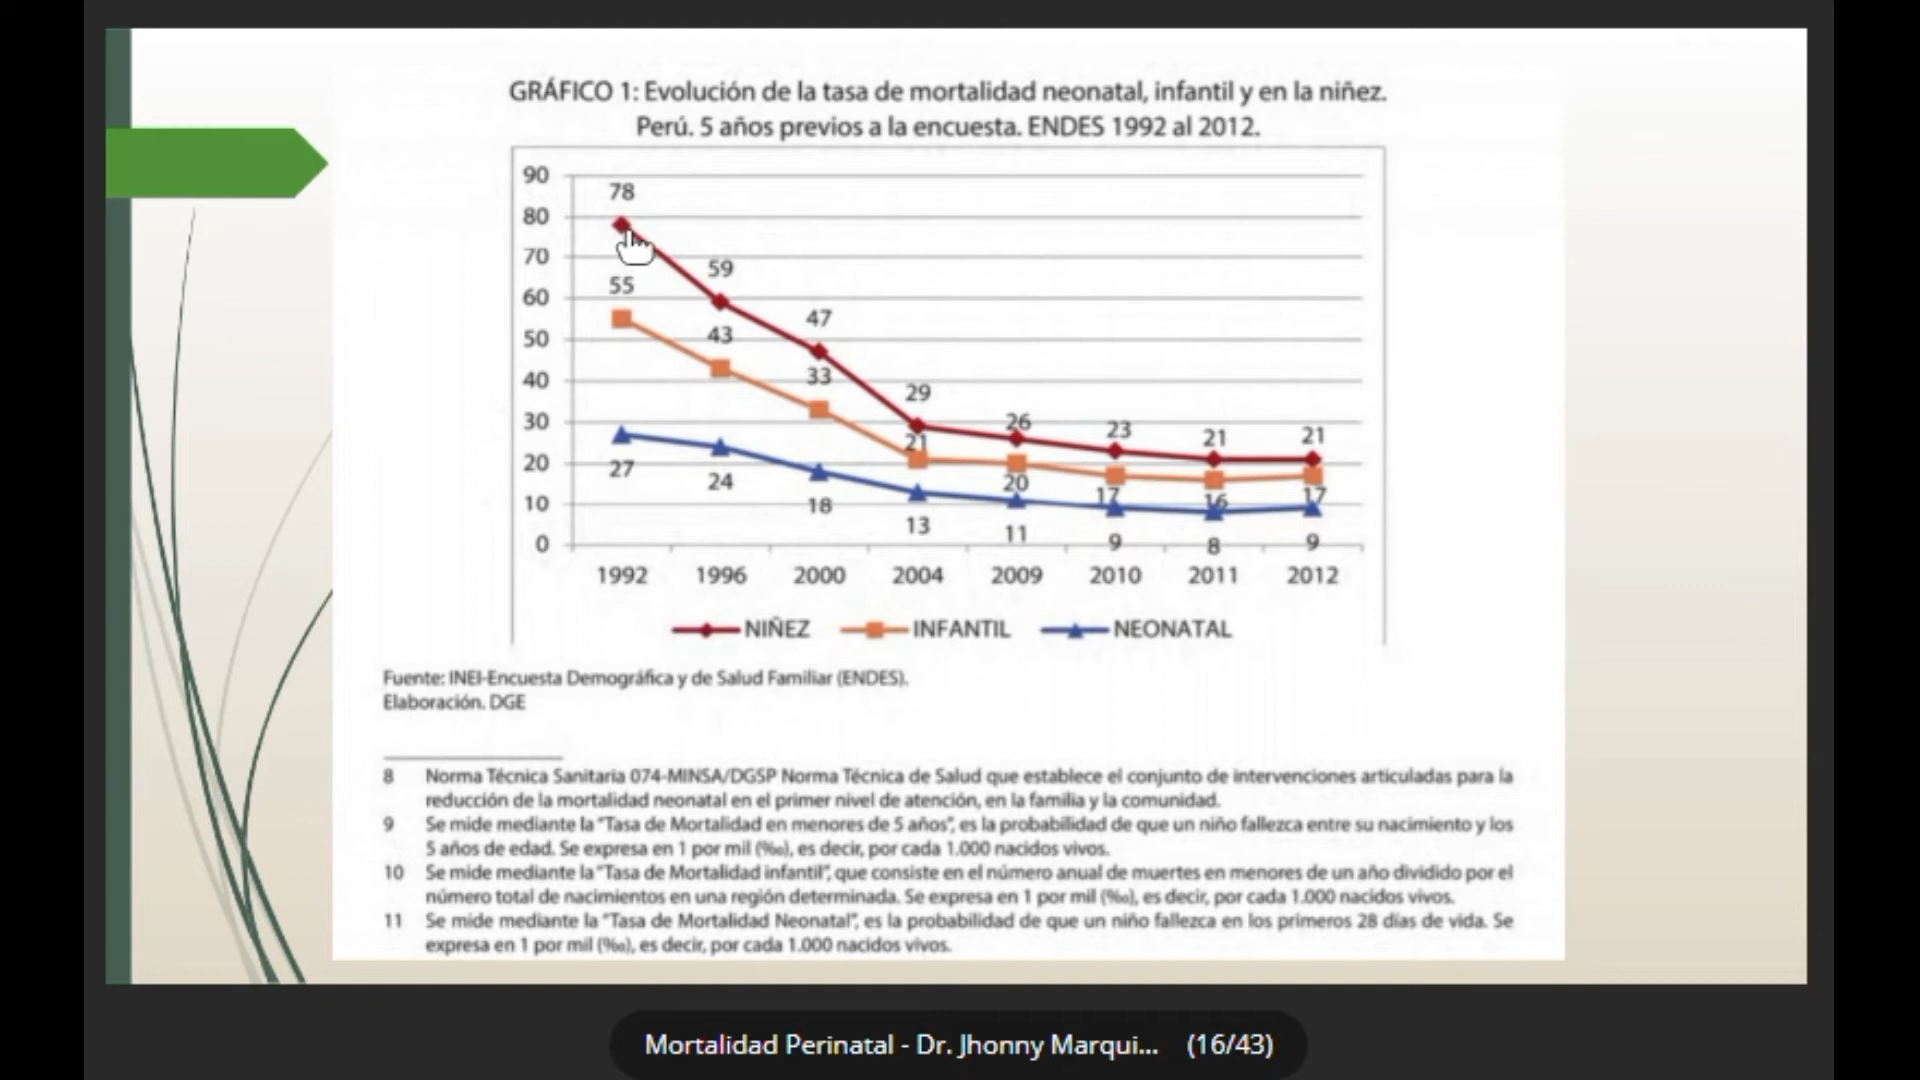 GRÁFICO 1: Evolución de la tasa de mortalidad neonatal, infantil y en la niñez.
Perú. 5 años previos a la encuesta. ENDES 1992 al 2012.
90
80
70
60
50
40
30
20
10
0
78
59
47
29
26
23
21
21
55
43
33
21
20
17
16
17
27
24
18
13
11
9
8
9
1992 1996 2000 2004 2009 2010 2011 2012
NIÑEZ INFANTIL NEONATAL
Fuente: INEI-Encuesta Demográfica y de Salud Familiar (ENDES).
Elaboración. DGE
8 Norma Técnica Sanitaria 074-MINSA/DGSP Norma Técnica de Salud que establece el conjunto de intervenciones articuladas para la
reducción de la mortalidad neonatal en el primer nivel de atención, en la familia y la comunidad.
9 Se mide mediante la "Tasa de Mortalidad en menores de 5 años", es la probabilidad de que un niño fallezca entre su nacimiento y los
5 años de edad. Se expresa en 1 por mil (‰), es decir, por cada 1.000 nacidos vivos.
10 Se mide mediante la "Tasa de Mortalidad infantil", que consiste en el número anual de muertes en menores de un año dividido por el
número total de nacimientos en una región determinada. Se expresa en 1 por mil (‰), es decir, por cada 1.000 nacidos vivos.
11 Se mide mediante la "Tasa de Mortalidad Neonatal", es la probabilidad de que un niño fallezca en los primeros 28 días de vida. Se
expresa en 1 por mil (‰), es decir, por cada 1.000 nacidos vivos.
Mortalidad Perinatal - Dr. Jhonny Marqui... (16/43)